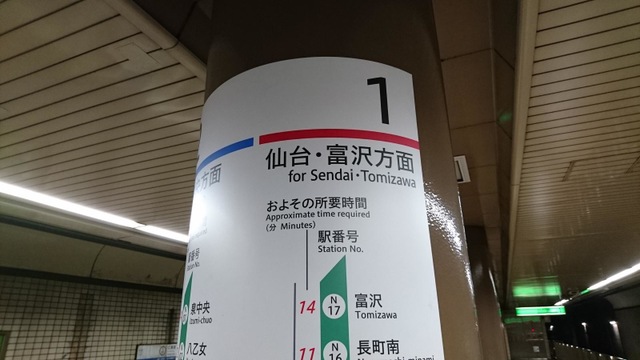 1
仙台・富沢方面
for Sendai・Tomizawa
おおよその所要時間
Approximate time required
(分 Minutes)
駅番号
Station No.
14
N
17
富沢
Tomizawa
11
N
16
長町南
方面
泉中央
Izumi-chuo
八乙女